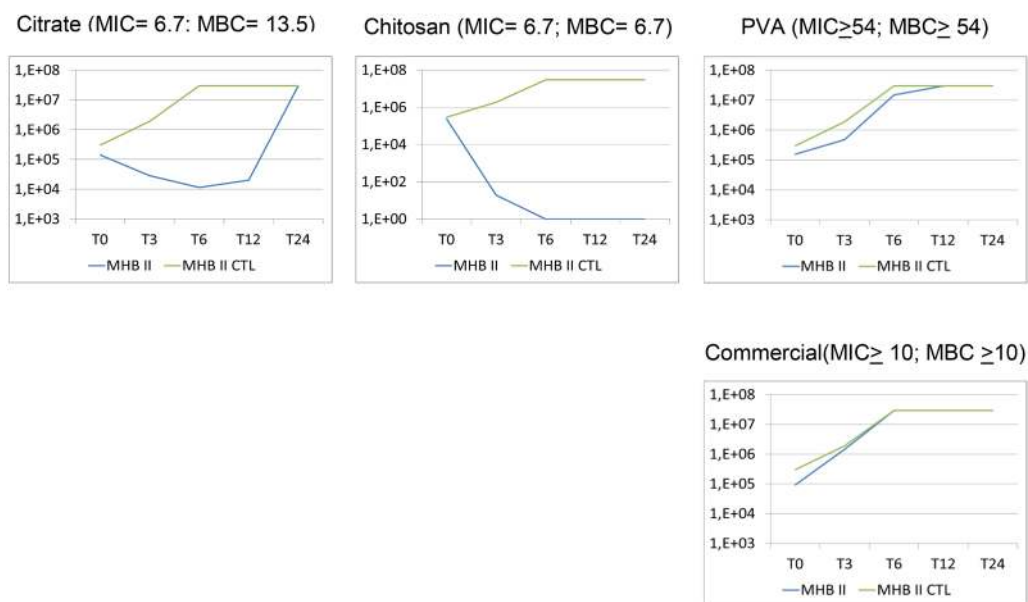 Citrate (MIC= 6.7: MBC= 13.5)
1,E+08
1,E+07
1,E+06
1,E+05
1,E+04
1,E+03
T0 T3 T6 T12 T24
MHB II MHB II CTL
Chitosan (MIC= 6.7; MBC= 6.7)
1,E+08
1,E+06
1,E+04
1,E+02
1,E+00
T0 T3 T6 T12 T24
MHB II MHB II CTL
PVA (MIC≥54; MBC≥ 54)
1,E+08
1,E+07
1,E+06
1,E+05
1,E+04
1,E+03
T0 T3 T6 T12 T24
MHB II MHB II CTL
Commercial(MIC≥ 10; MBC ≥10)
1,E+08
1,E+07
1,E+06
1,E+05
1,E+04
1,E+03
T0 T3 T6 T12 T24
MHB II MHB II CTL